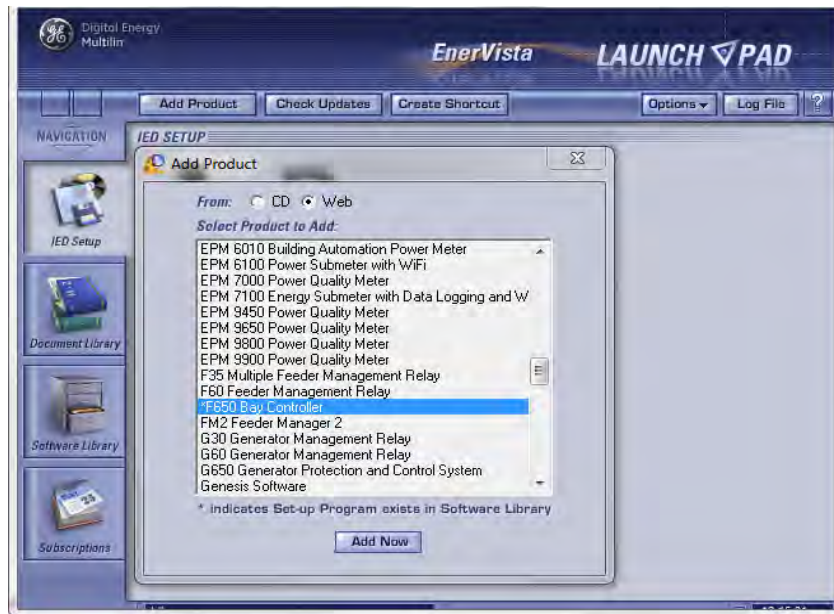 Digital Energy
Multilin
EnerVista LAUNCH PAD
Add Product Check Updates Create Shortcut Options Log File ?
NAVIGATION
IED SETUP
Add Product
From: CD Web
Select Product to Add:
EPM 6010 Building Automation Power Meter
EPM 6100 Power Submeter with WiFi
EPM 7000 Power Quality Meter
EPM 7100 Energy Submeter with Data Logging and W
EPM 9450 Power Quality Meter
EPM 9650 Power Quality Meter
EPM 9800 Power Quality Meter
EPM 9900 Power Quality Meter
F35 Multiple Feeder Management Relay
F60 Feeder Management Relay
*F650 Bay Controller
FM2 Feeder Manager 2
G30 Generator Management Relay
G60 Generator Management Relay
G650 Generator Protection and Control System
Genesis Software
* indicates Set-up Program exists in Software Library
Add Now
IED Setup
Document Library
Software Library
Subscriptions